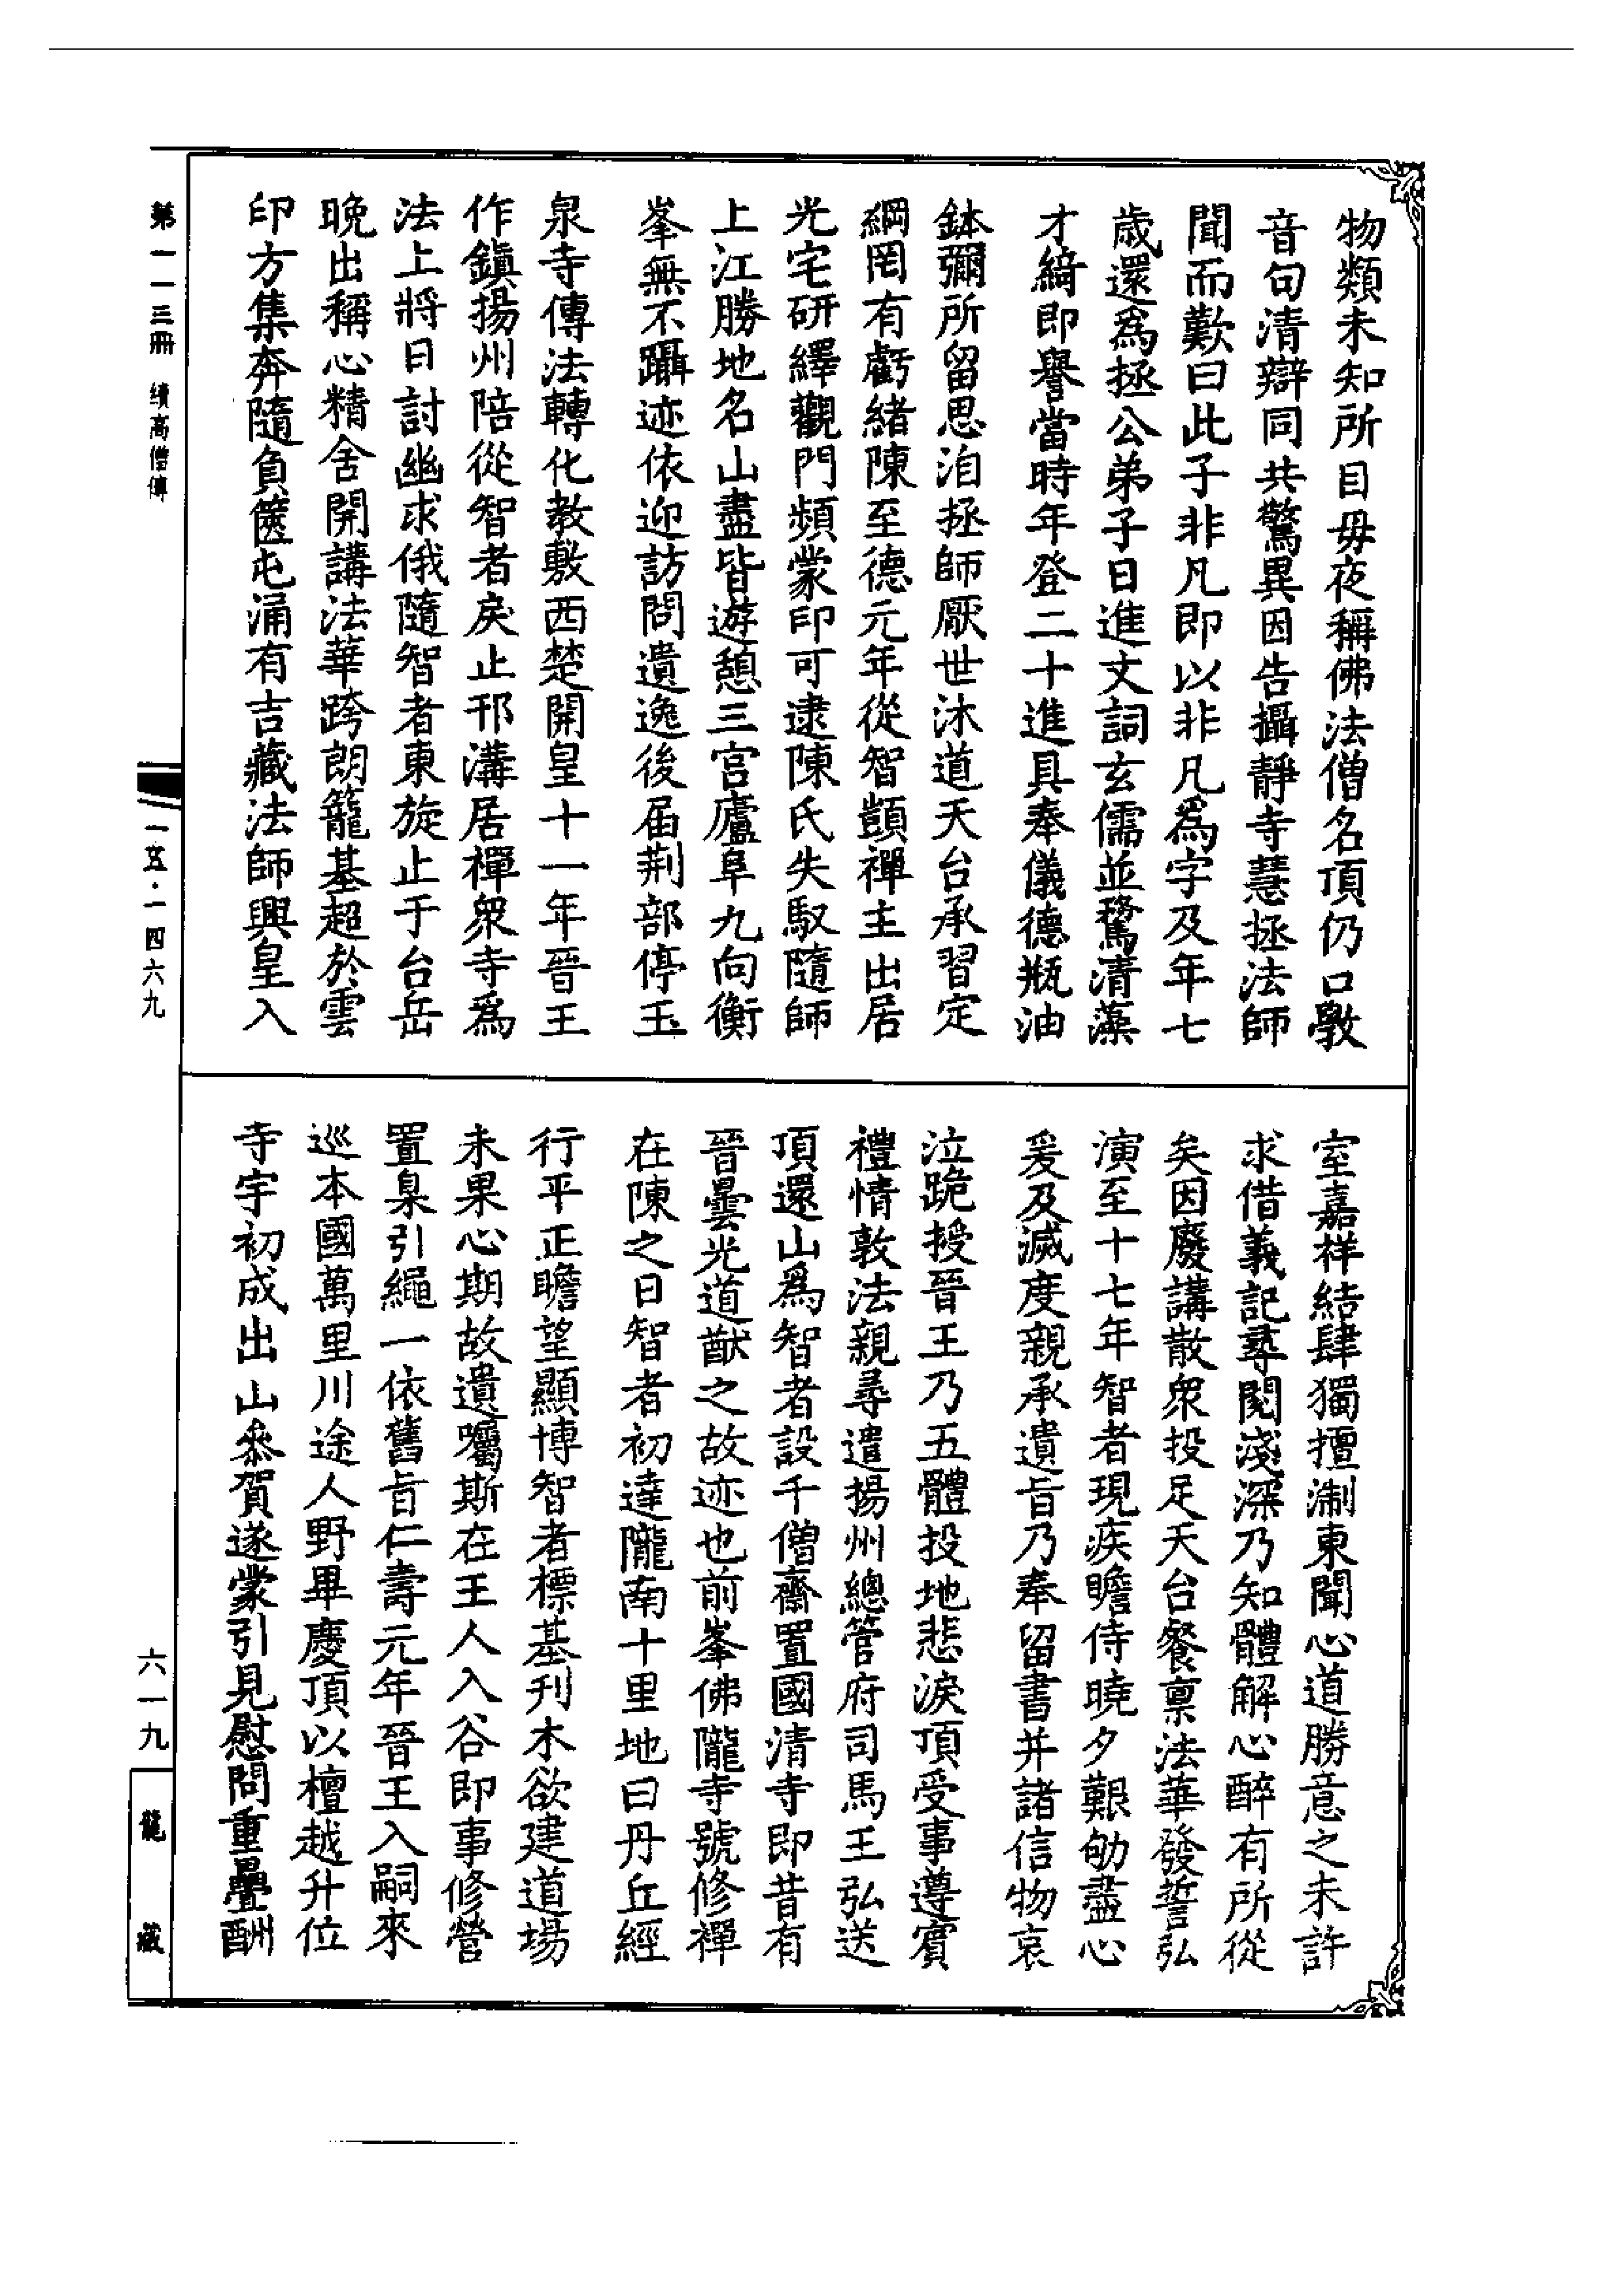 物類未知所目毋夜稱佛法僧名頂仍口斆
音句清辯同共驚異因告攝靜寺慧拯法師
聞而歎曰此子非凡即以非凡爲字及年七
歲還爲拯公弟子日進文詞玄儒並騖清藻
才綺即譽當時年登二十進具奉儀德瓶油
鉢彌所留思洎拯師厭世沐道天台承習定
綱罔有虧緒陳至德元年從智顗禪主出居
光宅研繹觀門頻蒙印可逮陳氏失馭隨師
上江勝地名山盡皆遊憩三宮廬阜九向衡
峯無不躡迹依迎訪問遺逸後届荆部停玉
泉寺傳法轉化教敷西楚開皇十一年晉王
作鎭揚州陪從智者戾止邗溝居禪衆寺爲
法上將日討幽求俄隨智者東旋止于台岳
晚出稱心精舍開講法華跨朗籠基超於雲
印方集奔隨負篋屯涌有吉藏法師興皇入
室嘉祥結肆獨擅淛東聞心道勝意之未許
求借義記尋閱淺深乃知體解心醉有所從
矣因廢講散衆投足天台餐禀法華發誓弘
演至十七年智者現疾瞻侍曉夕艱劬盡心
爰及滅度親承遺旨乃奉留書并諸信物哀
泣跪授晉王乃五體投地悲淚頂受事遵賓
禮情敦法親尋遣揚州總管府司馬王弘送
頂還山爲智者設千僧齋置國清寺即昔有
晉曇光道猷之故迹也前峯佛隴寺號修禪
在陳之日智者初達隴南十里地曰丹丘經
行平正瞻望顯博智者標基刊木欲建道場
未果心期故遺囑斯在王人入谷即事修營
置臬引繩一依舊旨仁壽元年晉王入嗣來
巡本國萬里川途人野畢慶頂以檀越升位
寺宇初成出山叅賀遂蒙引見慰問重疊酬
第一一三冊 續高僧傳
一五·一四六九
六一九
龍藏